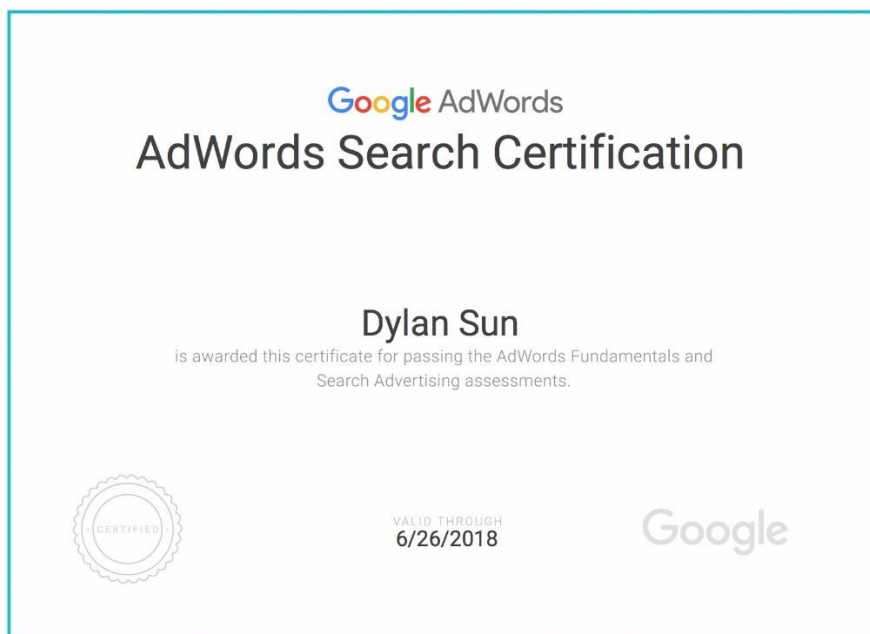 Google AdWords
AdWords Search Certification
Dylan Sun
is awarded this certificate for passing the AdWords Fundamentals and
Search Advertising assessments.
CERTIFIED
VALID THROUGH
6/26/2018
Google